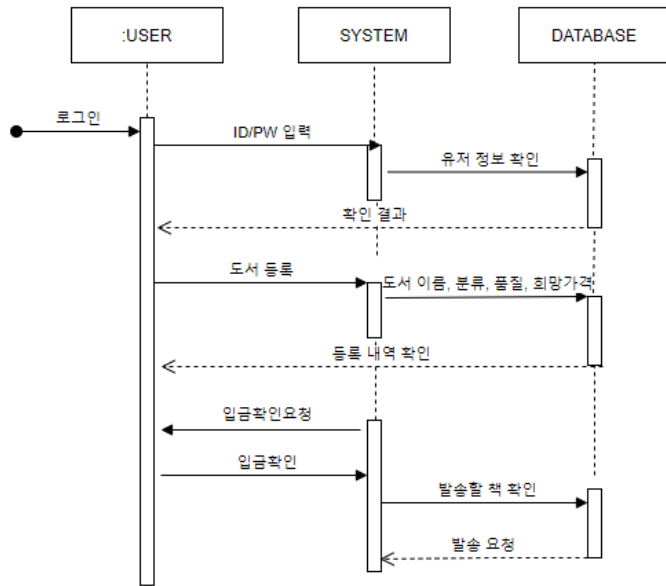 :USER
SYSTEM
DATABASE
로그인
ID/PW 입력
유저 정보 확인
확인 결과
도서 등록
도서 이름, 분류, 품질, 희망가격
등록 내역 확인
입금확인요청
입금확인
발송할 책 확인
발송 요청